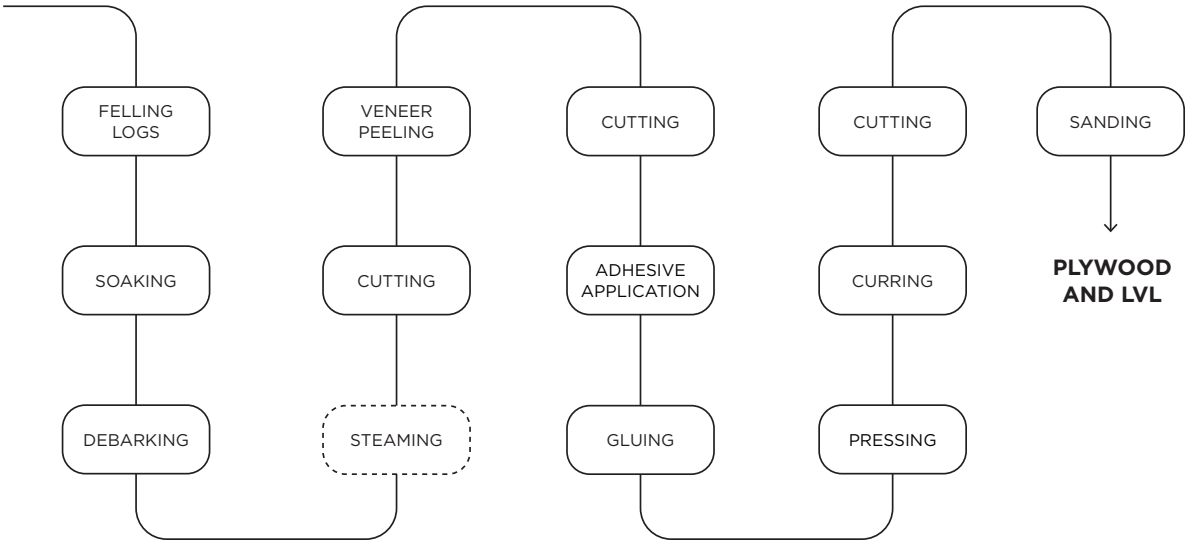 FELLING
LOGS
SOAKING
DEBARKING
STEAMING
CUTTING
VENEER
PEELING
CUTTING
ADHESIVE
APPLICATION
GLUING
PRESSING
CURRING
CUTTING
SANDING
PLYWOOD
AND LVL